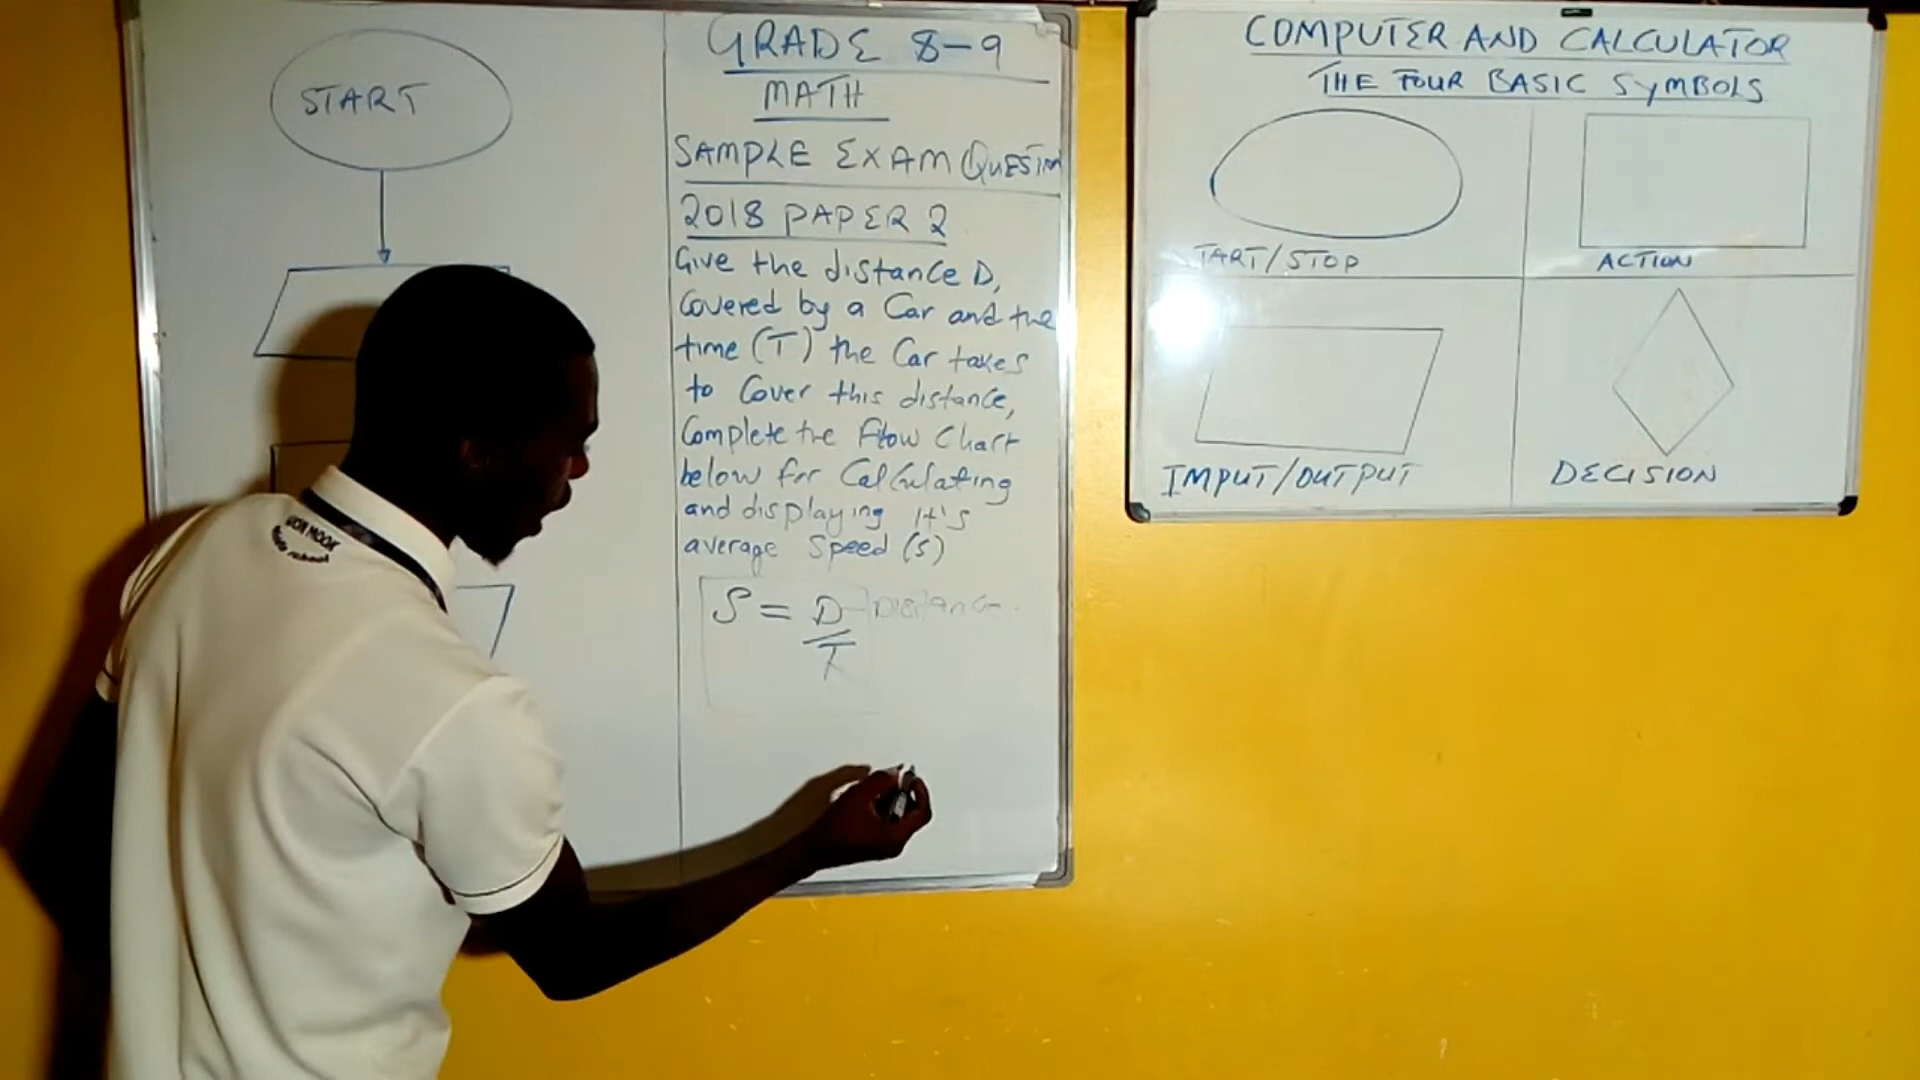 START
GRADE 8-9
MATH
SAMPLE EXAM QUESTION
2018 PAPER 2
Give the distance D,
Covered by a Car and the
time (T) the Car takes
to Cover this distance,
Complete the Flow Chart
below for Calculating
and displaying it's
average Speed (S)
S = D Distance
T
COMPUTER AND CALCULATOR
THE FOUR BASIC SYMBOLS
TART/STOP
ACTION
IMPUT/OUTPUT
DECISION
school